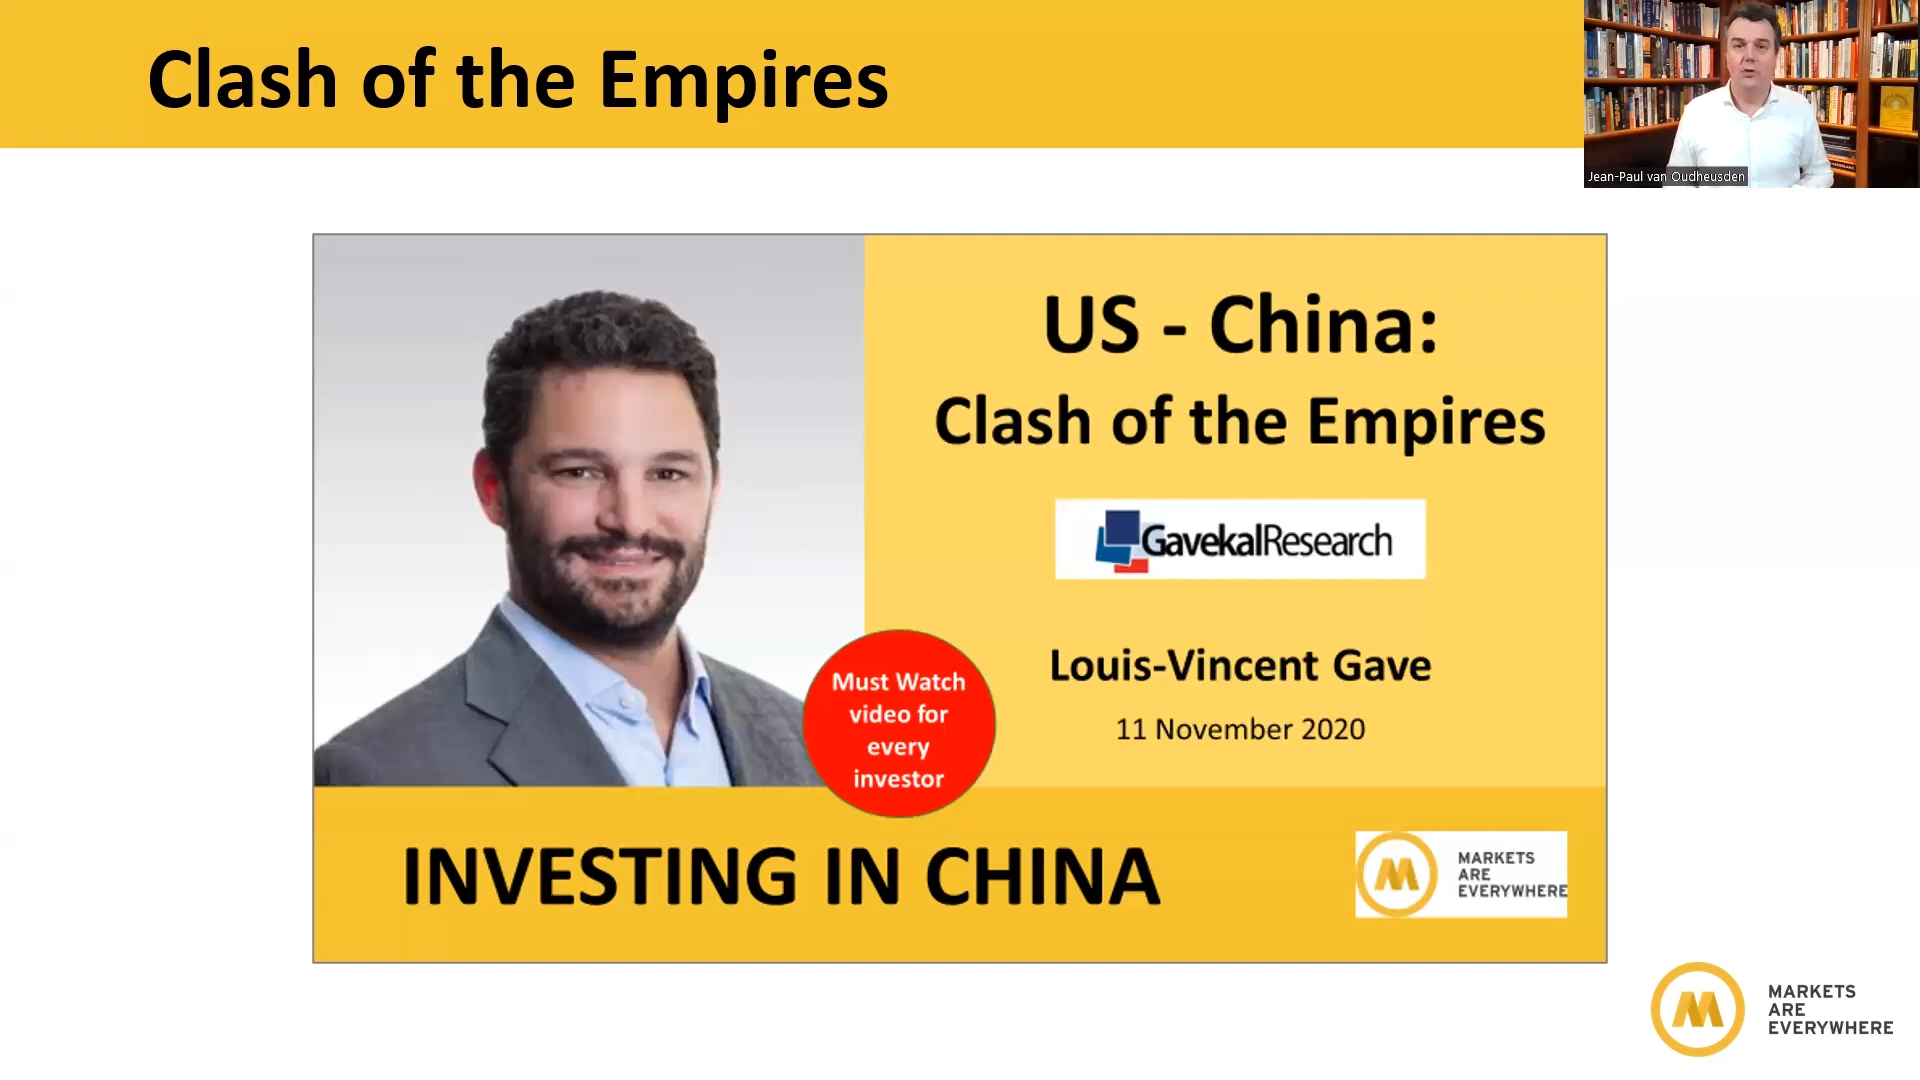 Clash of the Empires
Jean-Paul van Oudheusden
US - China:
Clash of the Empires
GavekalResearch
Louis-Vincent Gave
11 November 2020
Must Watch
video for
every
investor
INVESTING IN CHINA
MARKETS
ARE
EVERYWHERE
MARKETS
ARE
EVERYWHERE